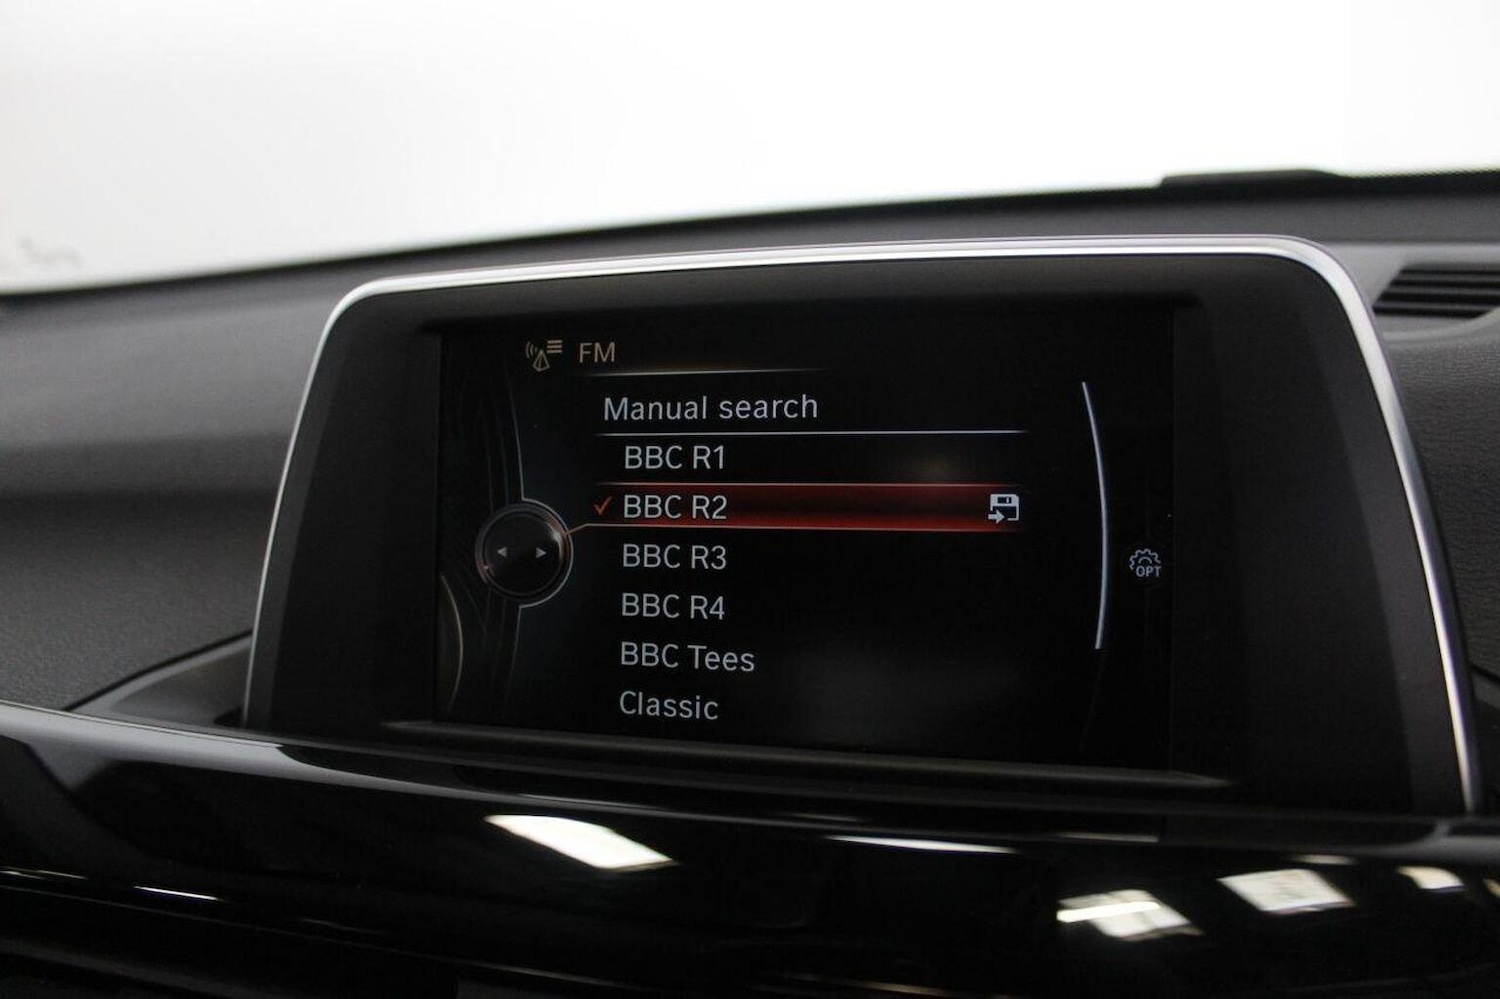 FM
Manual search
BBC R1
BBC R2
BBC R3
BBC R4
OPT
BBC Tees
Classic